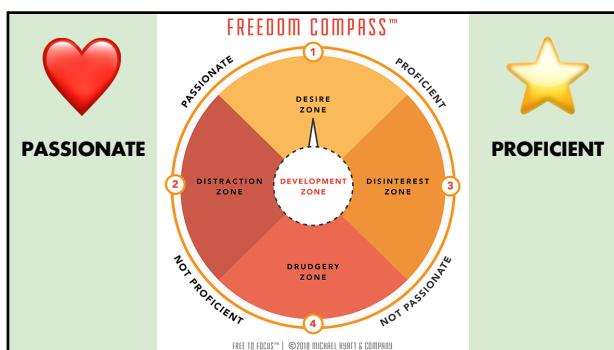 FREEDOM COMPASS™
PASSIONATE
PASSIONATE
PROFICIENT
PROFICIENT
1
DESIRE
ZONE
2
DISTRACTION
ZONE
DEVELOPMENT
ZONE
DISINTEREST
ZONE
3
DRUDGERY
ZONE
NOT PROFICIENT
NOT PASSIONATE
4
FREE TO FOCUS™ | ©2018 MICHAEL HYATT & COMPANY